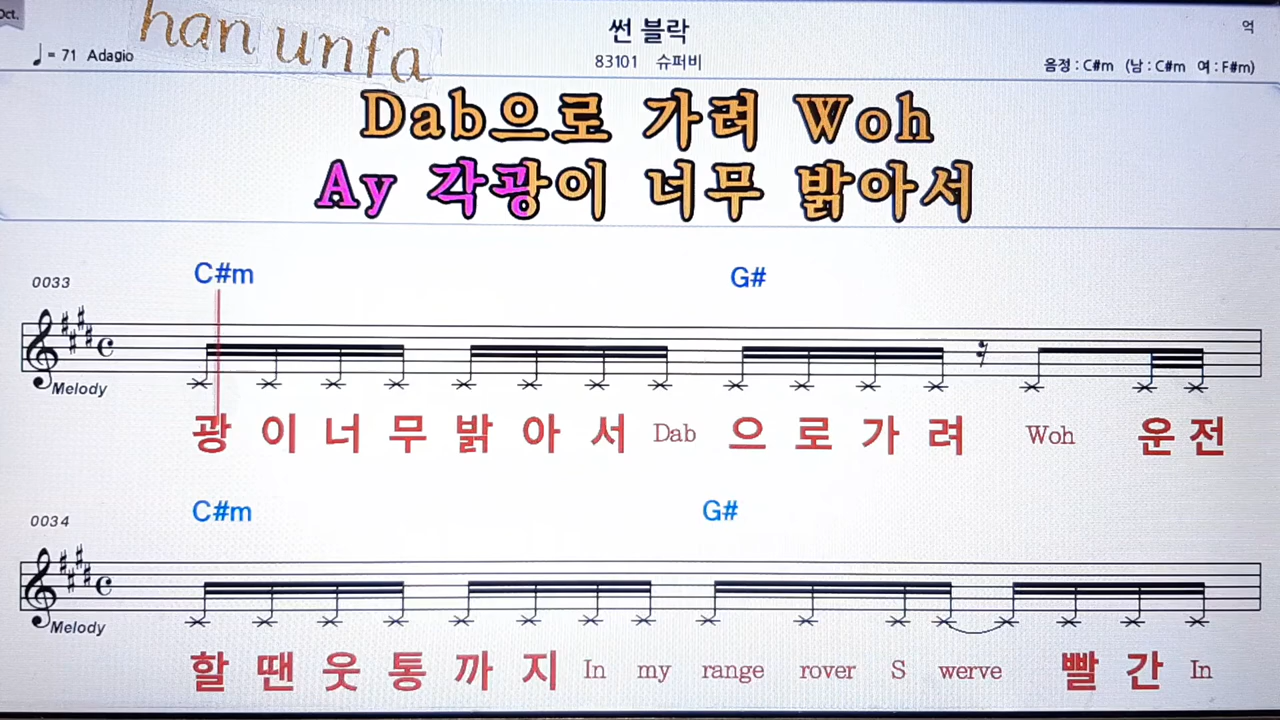 Oct.
han unfa
썬 블락
억
♩= 71 Adagio
83101 슈퍼비
음정 : C#m (남 : C#m 여 : F#m)
Dab으로 가려 Woh
Ay 각광이 너무 밝아서
C#m G#
0033
Melody
광 이 너 무 밝 아 서 Dab 으 로 가 려 Woh 운 전
C#m G#
0034
Melody
할 땐 웃 통 까 지 In my range rover S werve 빨 간 In